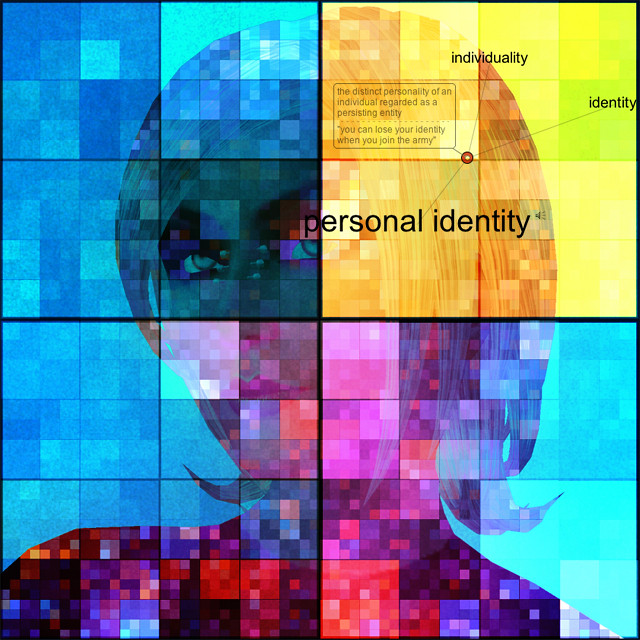 individuality
identity
the distinct personality of an
individual regarded as a
persisting entity
"you can lose your identity
when you join the army"
personal identity